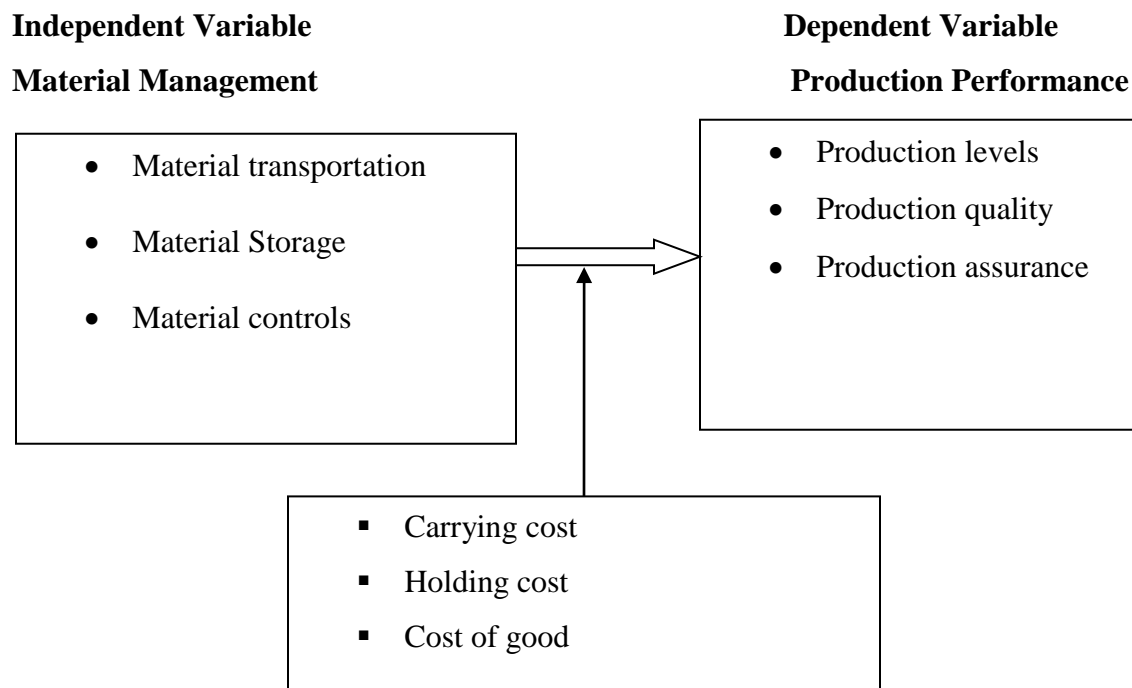 Independent Variable
Dependent Variable
Material Management
Production Performance
• Material transportation
• Material Storage
• Material controls
• Production levels
• Production quality
• Production assurance
▪ Carrying cost
▪ Holding cost
▪ Cost of good